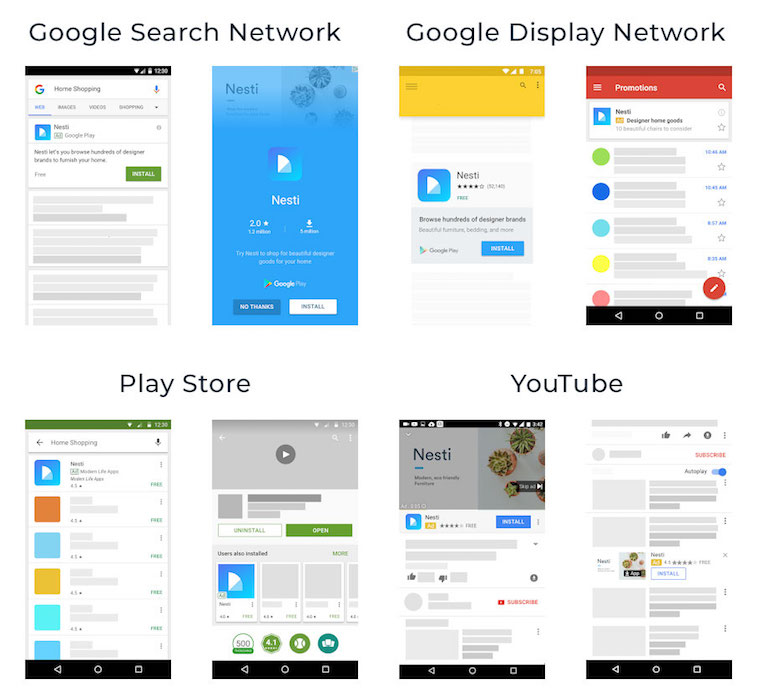 Google Search Network
Google Display Network
12:30
Home Shopping
WEB IMAGES VIDEOS SHOPPING
Nesti
Ad Google Play
Nesti let's you browse hundreds of designer
brands to furnish your home.
Free INSTALL
Nesti
Nesti
2.0 ★
1.2 million
5 million
Try Nesti to shop for beautiful designer
goods for your home
Google Play
NO THANKS INSTALL
7:05
Nesti
(52,140)
FREE
Browse hundreds of designer brands
Beautiful furniture, bedding, and more
Google Play INSTALL
Promotions
Nesti
Ad Designer home goods
10 beautiful chairs to consider
10:46 AM
10:45 AM
8:57 AM
8:35 AM
Play Store
YouTube
12:30
Home Shopping
Nesti
Ad Modern Life Apps
Modern Life Apps
4.5 ★ FREE
4.5 ★ FREE
FREE
FREE
FREE
FREE
12:30
UNINSTALL OPEN
Users also installed MORE
Ad
Nesti
4.0 ★ FREE 4.0 ★ FREE 4.0 ★ FREE 4.0 ★
500
4.1
3:42
Nesti
Modern, eco friendly
Furniture
Skip ad
Nesti
Ad FREE
INSTALL
SUBSCRIBE
SUBSCRIBE
Autoplay
Nesti
App
Nesti
Ad 4.5 FREE
INSTALL